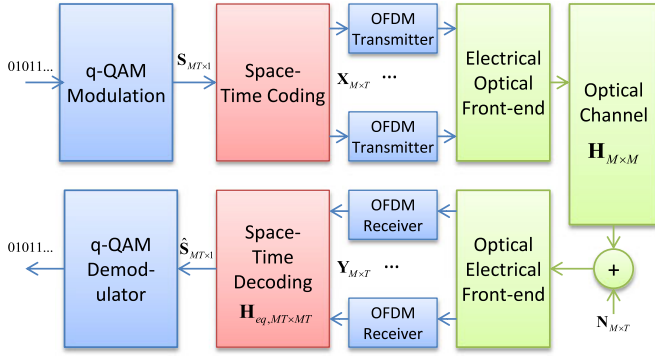 01011...
q-QAM
Modulation
S_{MT×1}
Space-
Time Coding
OFDM
Transmitter
X_{M×T} ...
OFDM
Transmitter
Electrical
Optical
Front-end
Optical
Channel
H_{M×M}
01011...
q-QAM
Demod-
ulator
Ŝ_{MT×1}
Space-
Time
Decoding
H_{eq,MT×MT}
OFDM
Receiver
Y_{M×T} ...
OFDM
Receiver
Optical
Electrical
Front-end
+
N_{M×T}